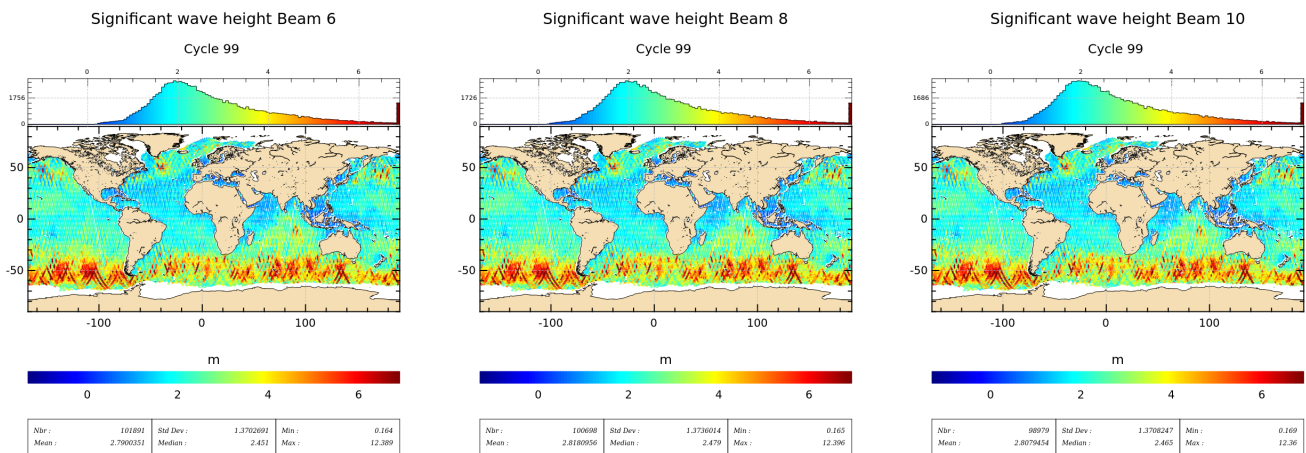 Significant wave height Beam 6
Cycle 99
0 2 4 6
1756
0
50
0
-50
-100 0 100
m
0 2 4 6
Nbr : 101891 Std Dev : 1.3702691 Min : 0.164
Mean : 2.7900351 Median : 2.451 Max : 12.389
Significant wave height Beam 8
Cycle 99
0 2 4 6
1726
0
50
0
-50
-100 0 100
m
0 2 4 6
Nbr : 100698 Std Dev : 1.3736014 Min : 0.165
Mean : 2.8180956 Median : 2.479 Max : 12.396
Significant wave height Beam 10
Cycle 99
0 2 4 6
1686
0
50
0
-50
-100 0 100
m
0 2 4 6
Nbr : 98979 Std Dev : 1.3708247 Min : 0.169
Mean : 2.8079454 Median : 2.465 Max : 12.36